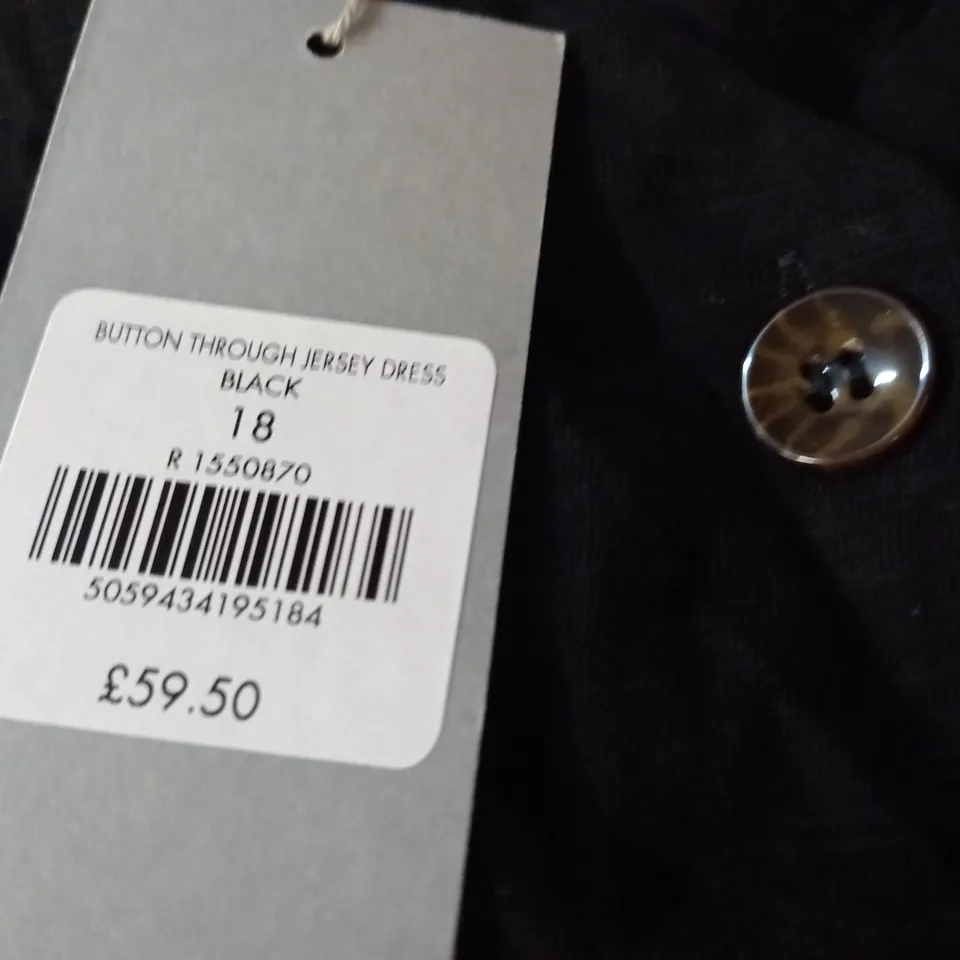 BUTTON THROUGH JERSEY DRESS
BLACK
18
R 1550870
5059434195184
£59.50